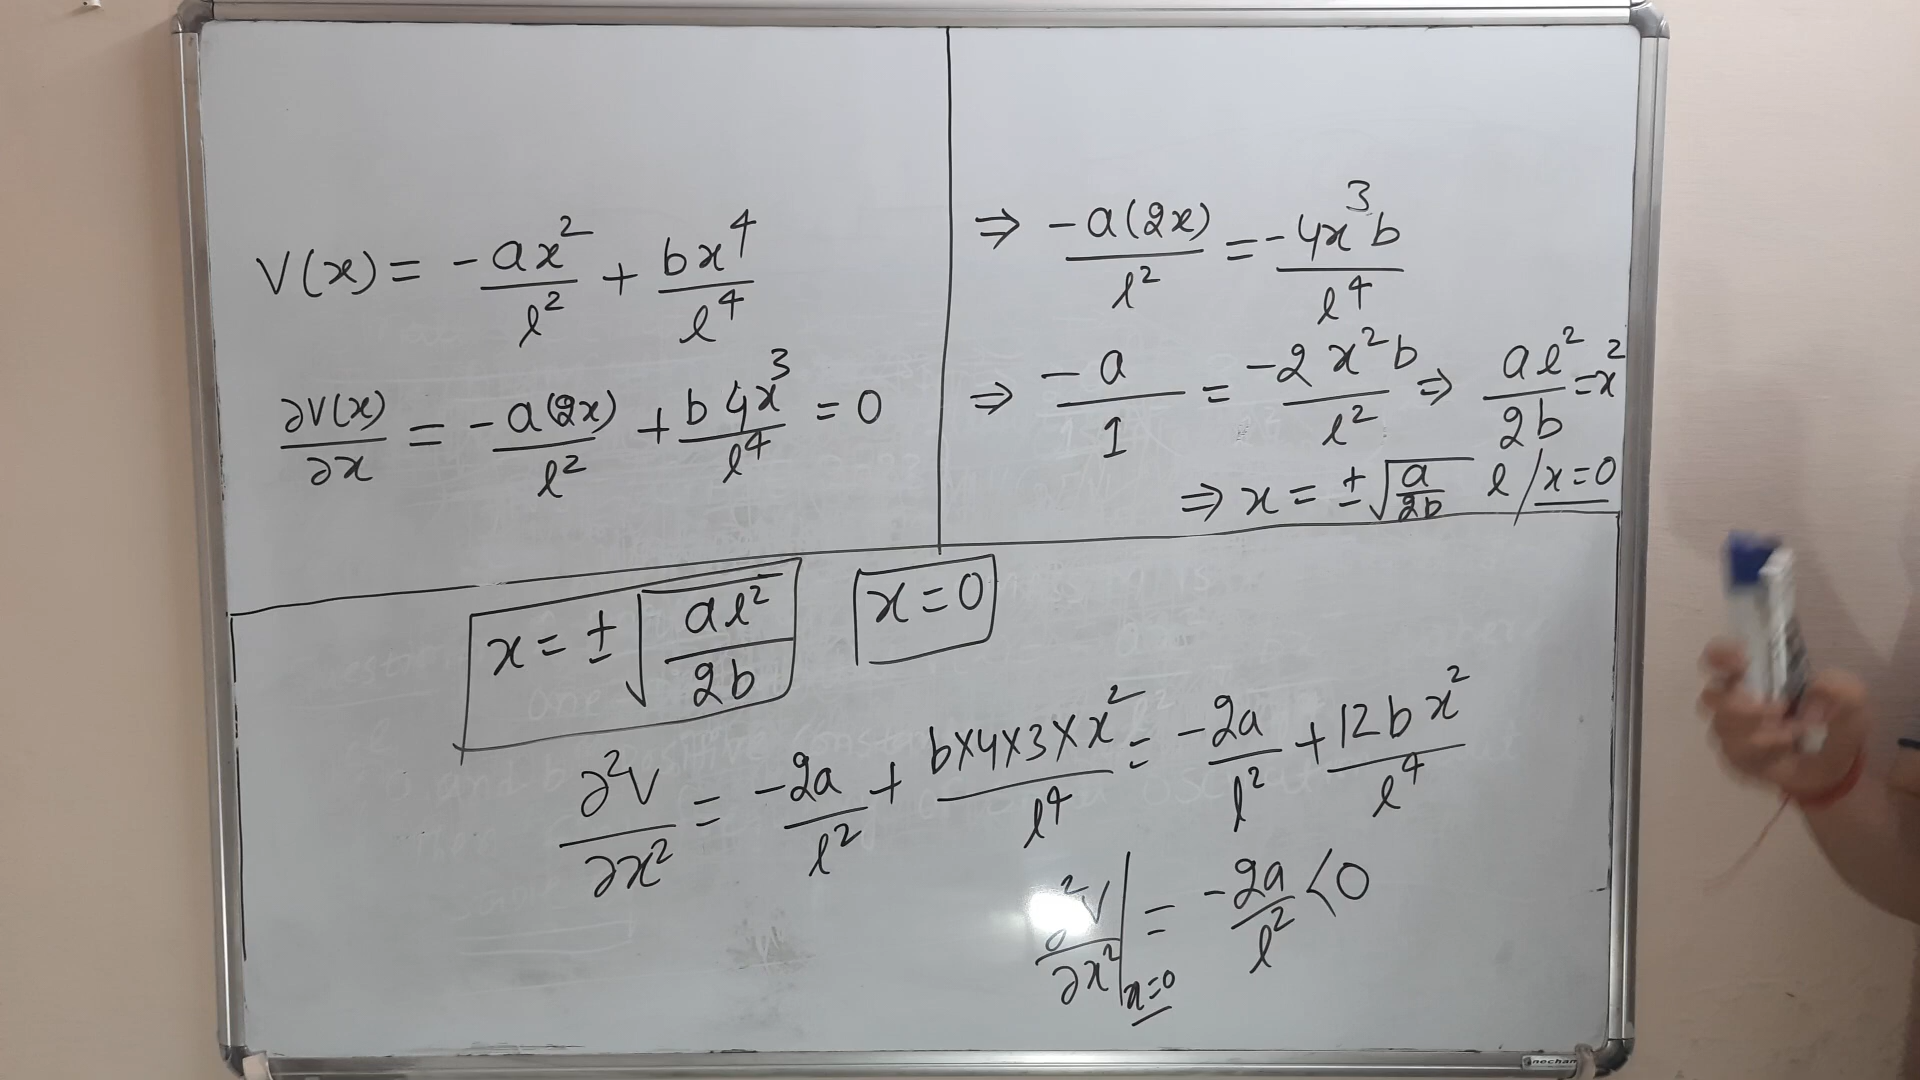 V(x) = -ax²/l² + bx⁴/l⁴
∂V(x)/∂x = -a(2x)/l² + b4x³/l⁴ = 0
⇒ -a(2x)/l² = -4x³b/l⁴
⇒ -a/1 = -2x²b/l² ⇒ al²/2b = x²
⇒ x = ±√(a/2b) l / x=0
x = ±√(al²/2b) x=0
∂²V/∂x² = -2a/l² + b×4×3×x²/l⁴ = -2a/l² + 12bx²/l⁴
∂²V/∂x²|x=0 = -2a/l² < 0